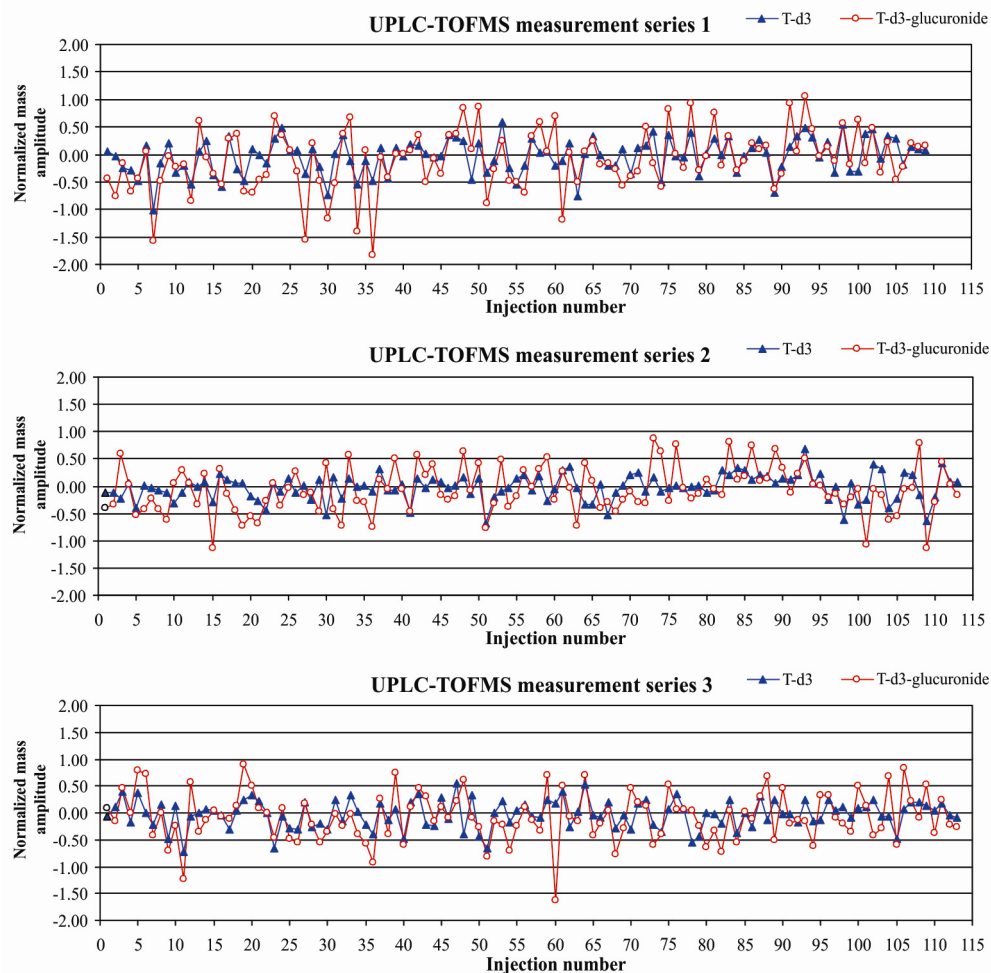 UPLC-TOFMS measurement series 1
T-d3 T-d3-glucuronide
Normalized mass
amplitude
2.00
1.50
1.00
0.50
0.00
-0.50
-1.00
-1.50
-2.00
0 5 10 15 20 25 30 35 40 45 50 55 60 65 70 75 80 85 90 95 100 105 110 115
Injection number
UPLC-TOFMS measurement series 2
T-d3 T-d3-glucuronide
Normalized mass
amplitude
2.00
1.50
1.00
0.50
0.00
-0.50
-1.00
-1.50
-2.00
0 5 10 15 20 25 30 35 40 45 50 55 60 65 70 75 80 85 90 95 100 105 110 115
Injection number
UPLC-TOFMS measurement series 3
T-d3 T-d3-glucuronide
Normalized mass
amplitude
2.00
1.50
1.00
0.50
0.00
-0.50
-1.00
-1.50
-2.00
0 5 10 15 20 25 30 35 40 45 50 55 60 65 70 75 80 85 90 95 100 105 110 115
Injection number